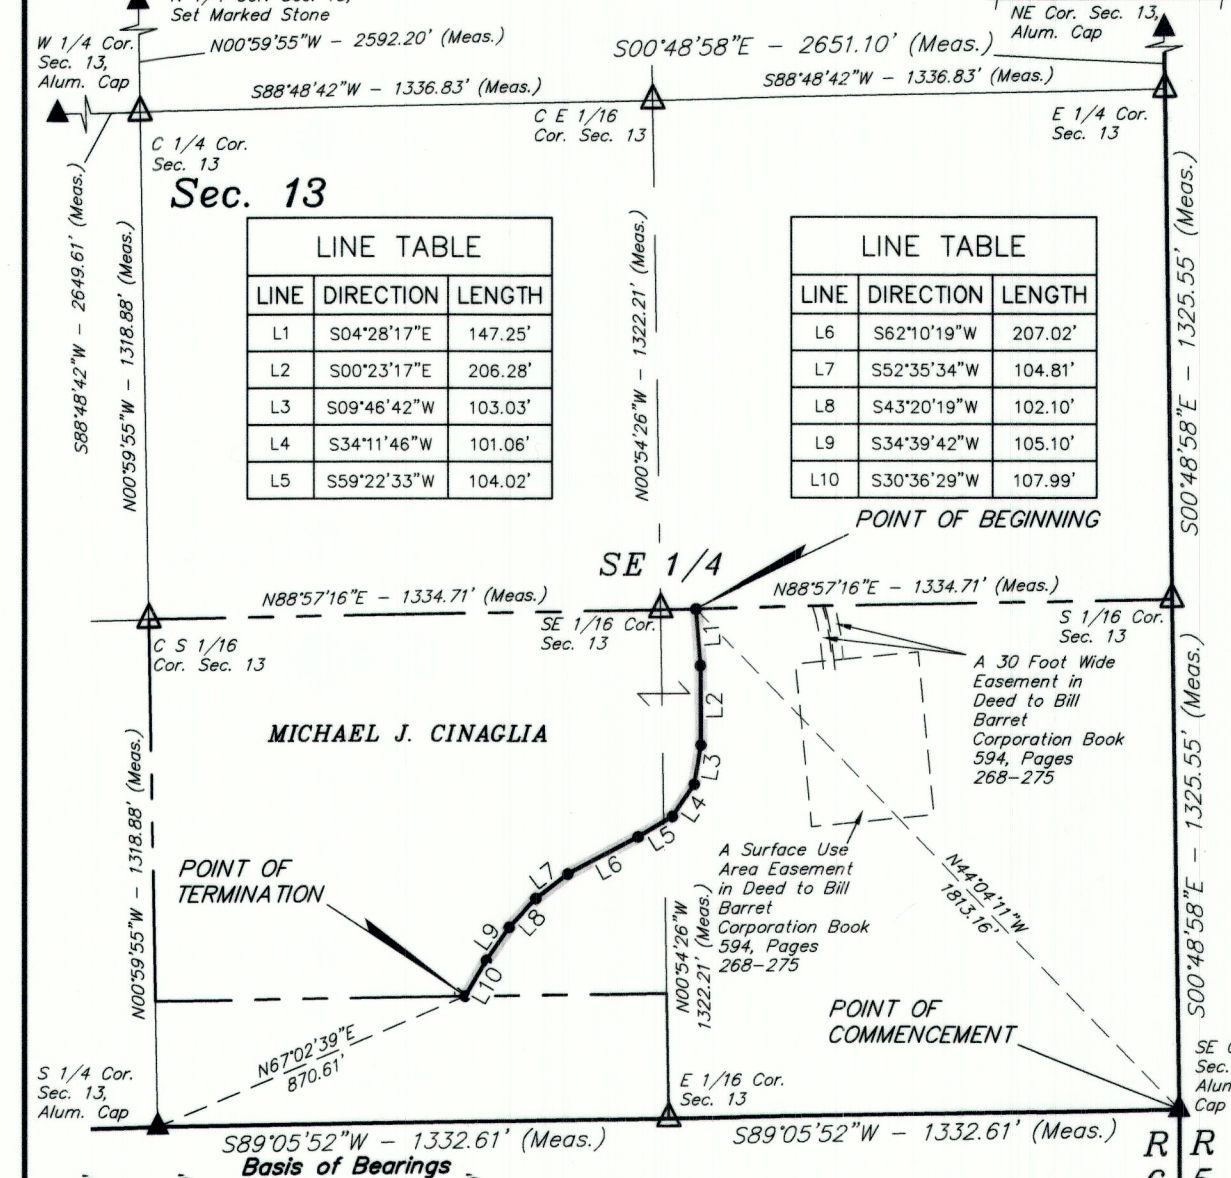 Set Marked Stone
W 1/4 Cor.
Sec. 13,
Alum. Cap
N00°59'55"W - 2592.20' (Meas.)
S00°48'58"E - 2651.10' (Meas.)
NE Cor. Sec. 13,
Alum. Cap
S88°48'42"W - 1336.83' (Meas.)
S88°48'42"W - 1336.83' (Meas.)
C E 1/16
Cor. Sec. 13
E 1/4 Cor.
Sec. 13
C 1/4 Cor.
Sec. 13
Sec. 13
S88°48'42"W - 2649.61' (Meas.)
N00°59'55"W - 1318.88' (Meas.)
N00°54'26"W - 1322.21' (Meas.)
S00°48'58"E - 1325.55' (Meas.)
LINE TABLE
LINE DIRECTION LENGTH
L1 S04°28'17"E 147.25'
L2 S00°23'17"E 206.28'
L3 S09°46'42"W 103.03'
L4 S34°11'46"W 101.06'
L5 S59°22'33"W 104.02'
LINE TABLE
LINE DIRECTION LENGTH
L6 S62°10'19"W 207.02'
L7 S52°35'34"W 104.81'
L8 S43°20'19"W 102.10'
L9 S34°39'42"W 105.10'
L10 S30°36'29"W 107.99'
POINT OF BEGINNING
SE 1/4
N88°57'16"E - 1334.71' (Meas.)
N88°57'16"E - 1334.71' (Meas.)
C S 1/16
Cor. Sec. 13
SE 1/16 Cor.
Sec. 13
S 1/16 Cor.
Sec. 13
A 30 Foot Wide
Easement in
Deed to Bill
Barret
Corporation Book
594, Pages
268-275
MICHAEL J. CINAGLIA
L1
L2
L3
L4
L5
L6
L7
L8
L9
L10
N00°59'55"W - 1318.88' (Meas.)
S00°48'58"E - 1325.55' (Meas.)
POINT OF
TERMINATION
A Surface Use
Area Easement
in Deed to Bill
Barret
Corporation Book
594, Pages
268-275
N44°04'11"W
1813.16'
N00°54'26"W
1322.21' (Meas.)
POINT OF
COMMENCEMENT
N67°02'39"E
870.61'
S 1/4 Cor.
Sec. 13,
Alum. Cap
E 1/16 Cor.
Sec. 13
SE
Sec.
Alum
Cap
S89°05'52"W - 1332.61' (Meas.)
S89°05'52"W - 1332.61' (Meas.)
Basis of Bearings
R R